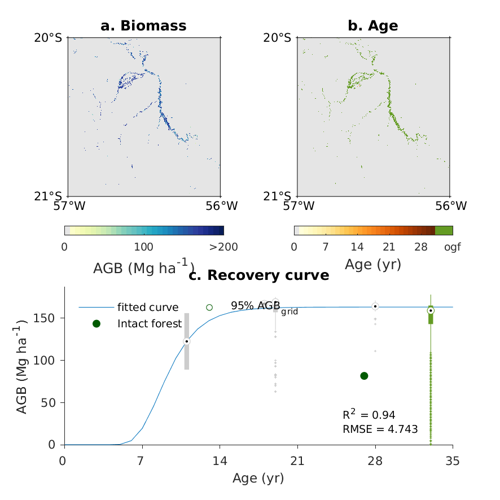 a. Biomass
b. Age
20°S
20°S
21°S
21°S
57°W
56°W
57°W
56°W
0
100
>200
0
7
14
21
28
ogf
AGB (Mg ha-1)
Age (yr)
c. Recovery curve
fitted curve
95% AGBgrid
Intact forest
150
100
50
0
AGB (Mg ha-1)
R2 = 0.94
RMSE = 4.743
0
7
14
21
28
35
Age (yr)